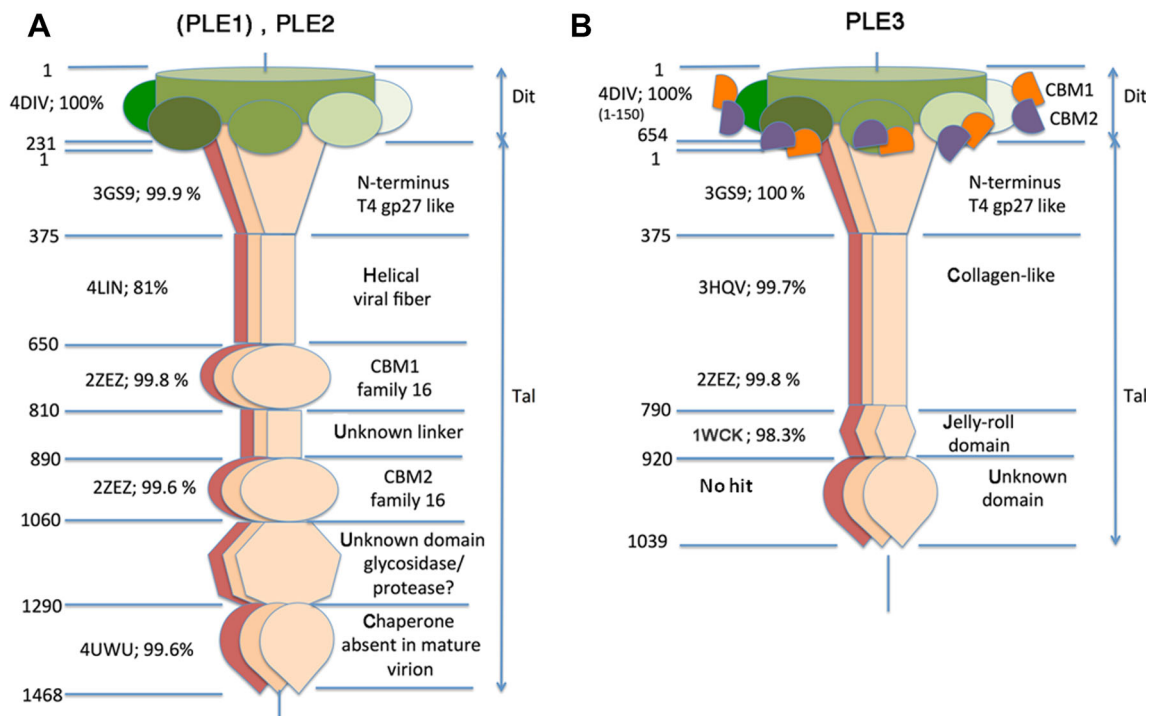 A
(PLE1) , PLE2
1
4DIV; 100%
231
1
3GS9; 99.9 %
375
4LIN; 81%
650
2ZEZ; 99.8 %
810
890
2ZEZ; 99.6 %
1060
1290
4UWU; 99.6%
1468
N-terminus
T4 gp27 like
Helical
viral fiber
CBM1
family 16
Unknown linker
CBM2
family 16
Unknown domain
glycosidase/
protease?
Chaperone
absent in mature
virion
Dit
Tal
B
PLE3
1
4DIV; 100%
(1-150)
654
1
3GS9; 100 %
375
3HQV; 99.7%
2ZEZ; 99.8 %
790
1WCK ; 98.3%
920
No hit
1039
CBM1
CBM2
N-terminus
T4 gp27 like
Collagen-like
Jelly-roll
domain
Unknown
domain
Dit
Tal